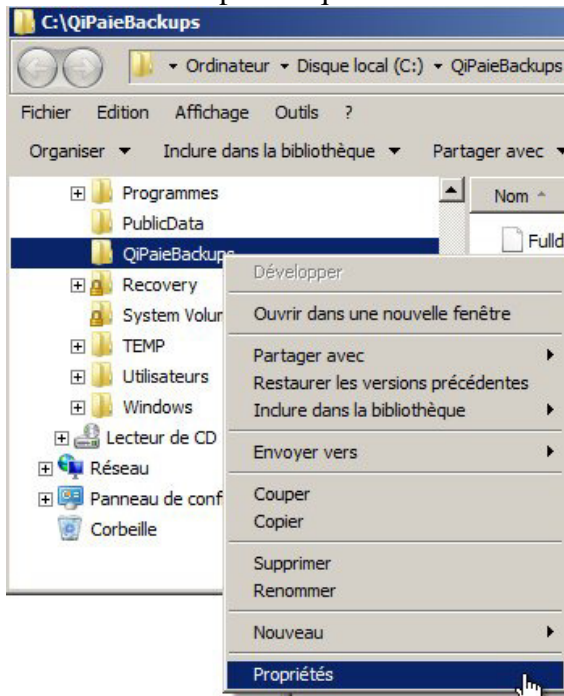 C:\QiPaieBackups
Ordinateur Disque local (C:) QiPaieBackups
Fichier Edition Affichage Outils ?
Organiser Inclure dans la bibliothèque Partager avec
Programmes
Nom
PublicData
QiPaieBackups
Fulld
Recovery
System Volur
TEMP
Utilisateurs
Windows
Lecteur de CD
Réseau
Panneau de conf
Corbeille
Développer
Ouvrir dans une nouvelle fenêtre
Partager avec
Restaurer les versions précédentes
Inclure dans la bibliothèque
Envoyer vers
Couper
Copier
Supprimer
Renommer
Nouveau
Propriétés